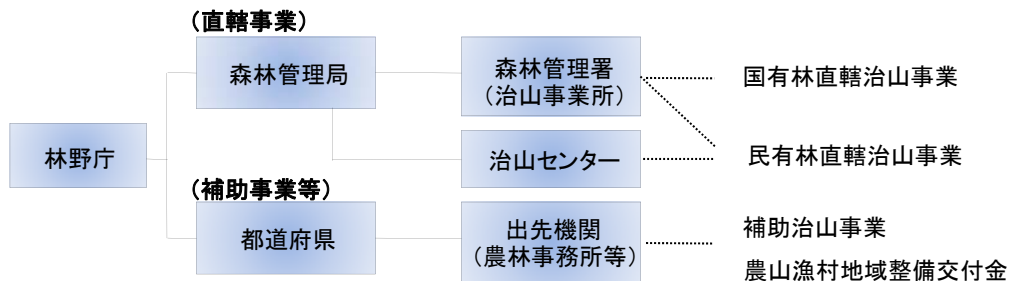 （直轄事業）
森林管理局
森林管理署
（治山事業所）
国有林直轄治山事業
林野庁
治山センター
民有林直轄治山事業
（補助事業等）
都道府県
出先機関
（農林事務所等）
補助治山事業
農山漁村地域整備交付金